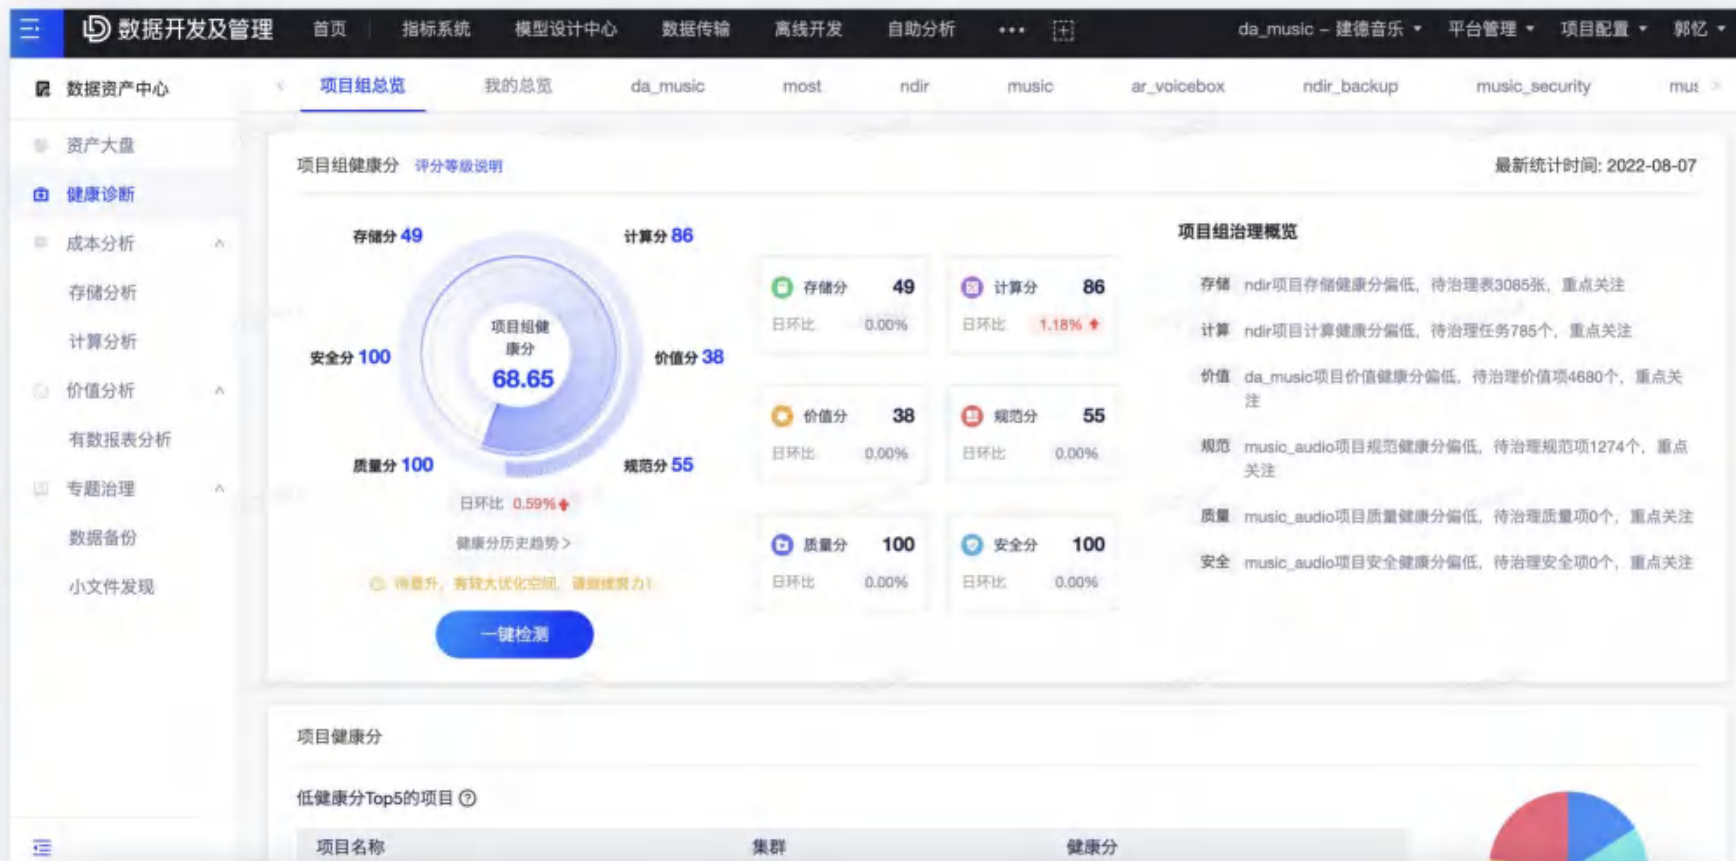 数据开发及管理 首页 指标系统 模型设计中心 数据传输 离线开发 自助分析 ••• da_music – 建德音乐 平台管理 项目配置 郭忆
数据资产中心
项目组总览 我的总览 da_music most ndir music ar_voicebox ndir_backup music_security mus
资产大盘
健康诊断
成本分析
存储分析
计算分析
价值分析
有数报表分析
专题治理
数据备份
小文件发现
项目组健康分 评分等级说明
最新统计时间: 2022-08-07
存储分 49
计算分 86
安全分 100
价值分 38
质量分 100
规范分 55
项目组健
康分
68.65
日环比 0.59%
健康分历史趋势 >
待提升，有较大优化空间，请继续努力！
一键检测
存储分 49
日环比 0.00%
计算分 86
日环比 1.18%
价值分 38
日环比 0.00%
规范分 55
日环比 0.00%
质量分 100
日环比 0.00%
安全分 100
日环比 0.00%
项目组治理概览
存储 ndir项目存储健康分偏低，待治理表3085张，重点关注
计算 ndir项目计算健康分偏低，待治理任务785个，重点关注
价值 da_music项目价值健康分偏低，待治理价值项4680个，重点关
注
规范 music_audio项目规范健康分偏低，待治理规范项1274个，重点
关注
质量 music_audio项目质量健康分偏低，待治理质量项0个，重点关注
安全 music_audio项目安全健康分偏低，待治理安全项0个，重点关注
项目健康分
低健康分Top5的项目
项目名称 集群 健康分